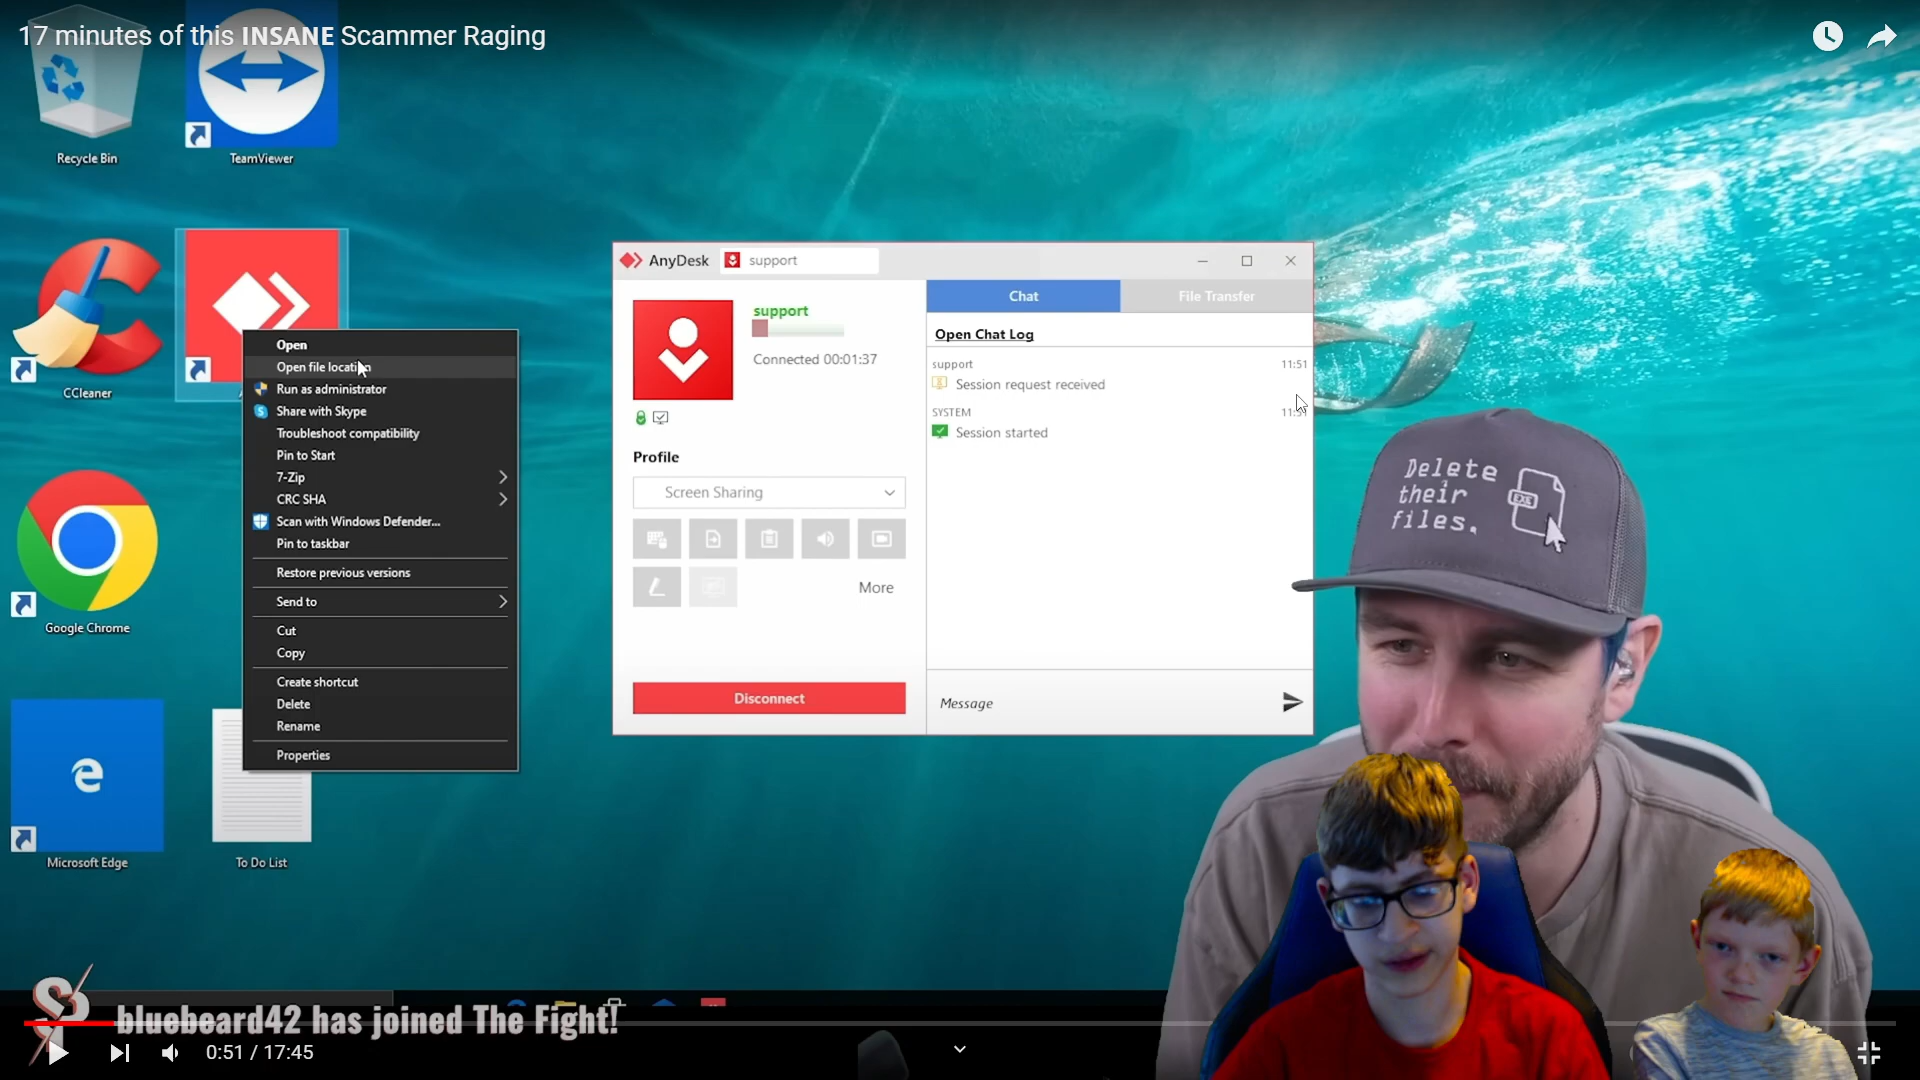 17 minutes of this INSANE Scammer Raging
Recycle Bin
TeamViewer
CCleaner
Google Chrome
Microsoft Edge
To Do List
Open
Open file location
Run as administrator
Share with Skype
Troubleshoot compatibility
Pin to Start
7-Zip
CRC SHA
Scan with Windows Defender...
Pin to taskbar
Restore previous versions
Send to
Cut
Copy
Create shortcut
Delete
Rename
Properties
AnyDesk
support
support
Connected 00:01:37
Profile
Screen Sharing
More
Disconnect
Chat
File Transfer
Open Chat Log
support 11:51
Session request received
SYSTEM 11:51
Session started
Message
Delete
their
files.
EXE
bluebeard42 has joined The Fight!
0:51 / 17:45